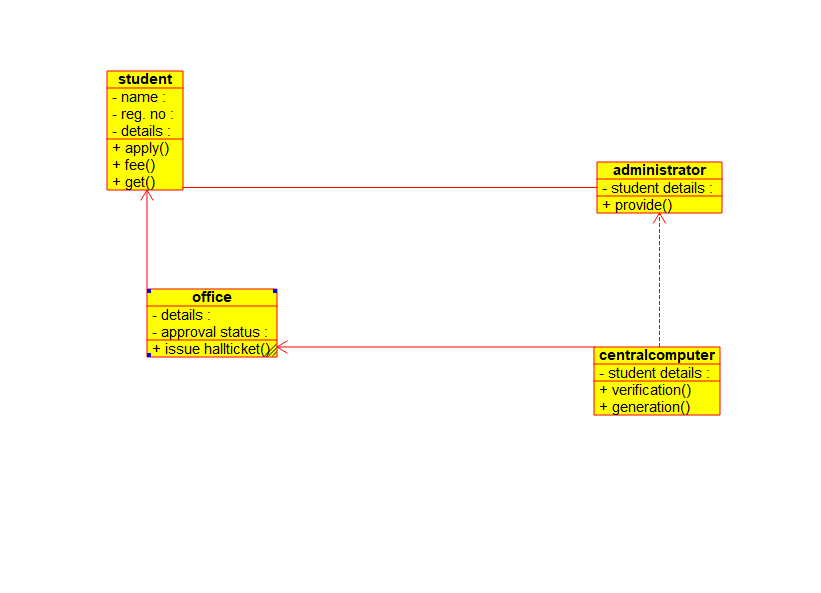 student
- name :
- reg. no :
- details :
+ apply()
+ fee()
+ get()
administrator
- student details :
+ provide()
office
- details :
- approval status :
+ issue hallticket()
centralcomputer
- student details :
+ verification()
+ generation()